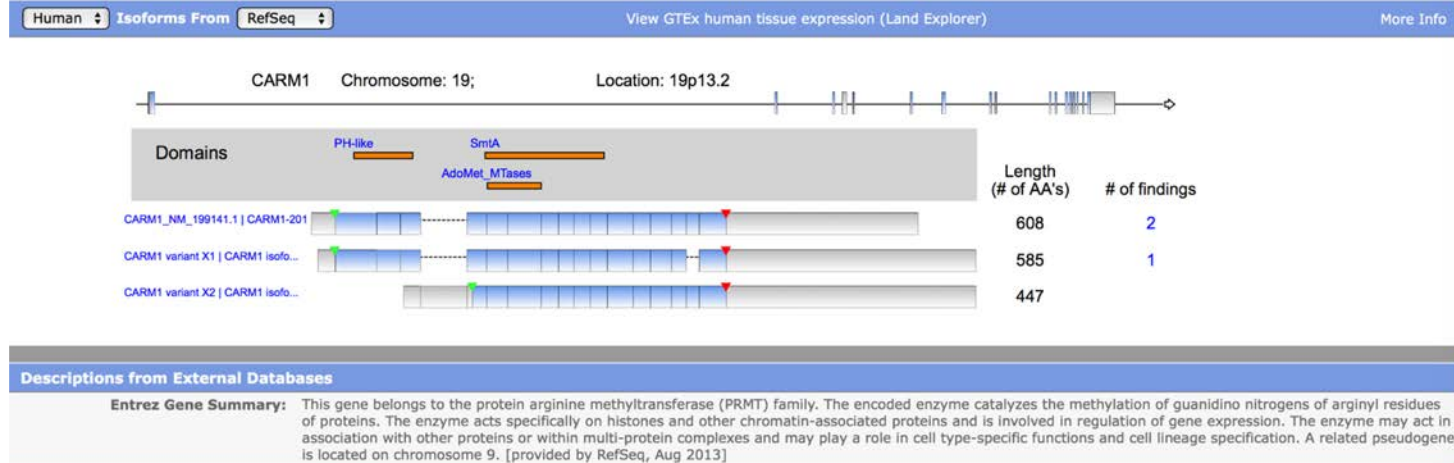 Human Isoforms From RefSeq View GTEx human tissue expression (Land Explorer) More Info
CARM1 Chromosome: 19; Location: 19p13.2
Domains
PH-like
SmtA
AdoMet_MTases
Length
(# of AA's)
# of findings
CARM1_NM_199141.1 | CARM1-201 608 2
CARM1 variant X1 | CARM1 isofo... 585 1
CARM1 variant X2 | CARM1 isofo... 447
Descriptions from External Databases
Entrez Gene Summary: This gene belongs to the protein arginine methyltransferase (PRMT) family. The encoded enzyme catalyzes the methylation of guanidino nitrogens of arginyl residues
of proteins. The enzyme acts specifically on histones and other chromatin-associated proteins and is involved in regulation of gene expression. The enzyme may act in
association with other proteins or within multi-protein complexes and may play a role in cell type-specific functions and cell lineage specification. A related pseudogene
is located on chromosome 9. [provided by RefSeq, Aug 2013]